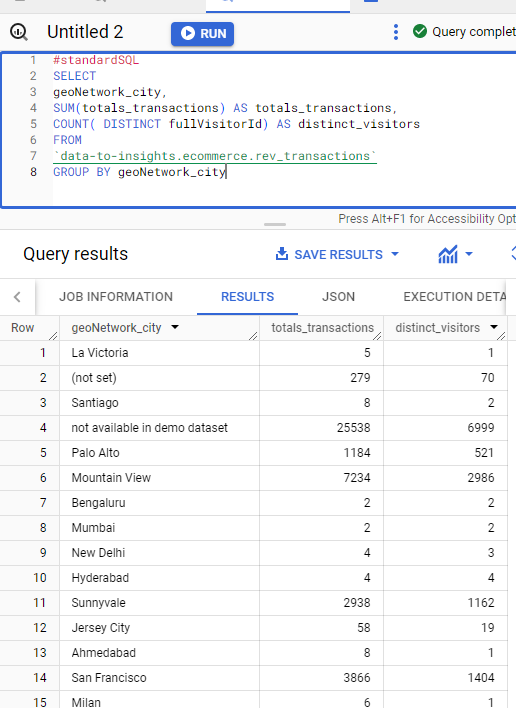 Untitled 2 RUN Query complet
1 #standardSQL
2 SELECT
3 geoNetwork_city,
4 SUM(totals_transactions) AS totals_transactions,
5 COUNT( DISTINCT fullVisitorId) AS distinct_visitors
6 FROM
7 `data-to-insights.ecommerce.rev_transactions`
8 GROUP BY geoNetwork_city
Press Alt+F1 for Accessibility Opt
Query results SAVE RESULTS
JOB INFORMATION RESULTS JSON EXECUTION DETA
Row geoNetwork_city totals_transactions distinct_visitors
1 La Victoria 5 1
2 (not set) 279 70
3 Santiago 8 2
4 not available in demo dataset 25538 6999
5 Palo Alto 1184 521
6 Mountain View 7234 2986
7 Bengaluru 2 2
8 Mumbai 2 2
9 New Delhi 4 3
10 Hyderabad 4 4
11 Sunnyvale 2938 1162
12 Jersey City 58 19
13 Ahmedabad 8 1
14 San Francisco 3866 1404
15 Milan 6 1